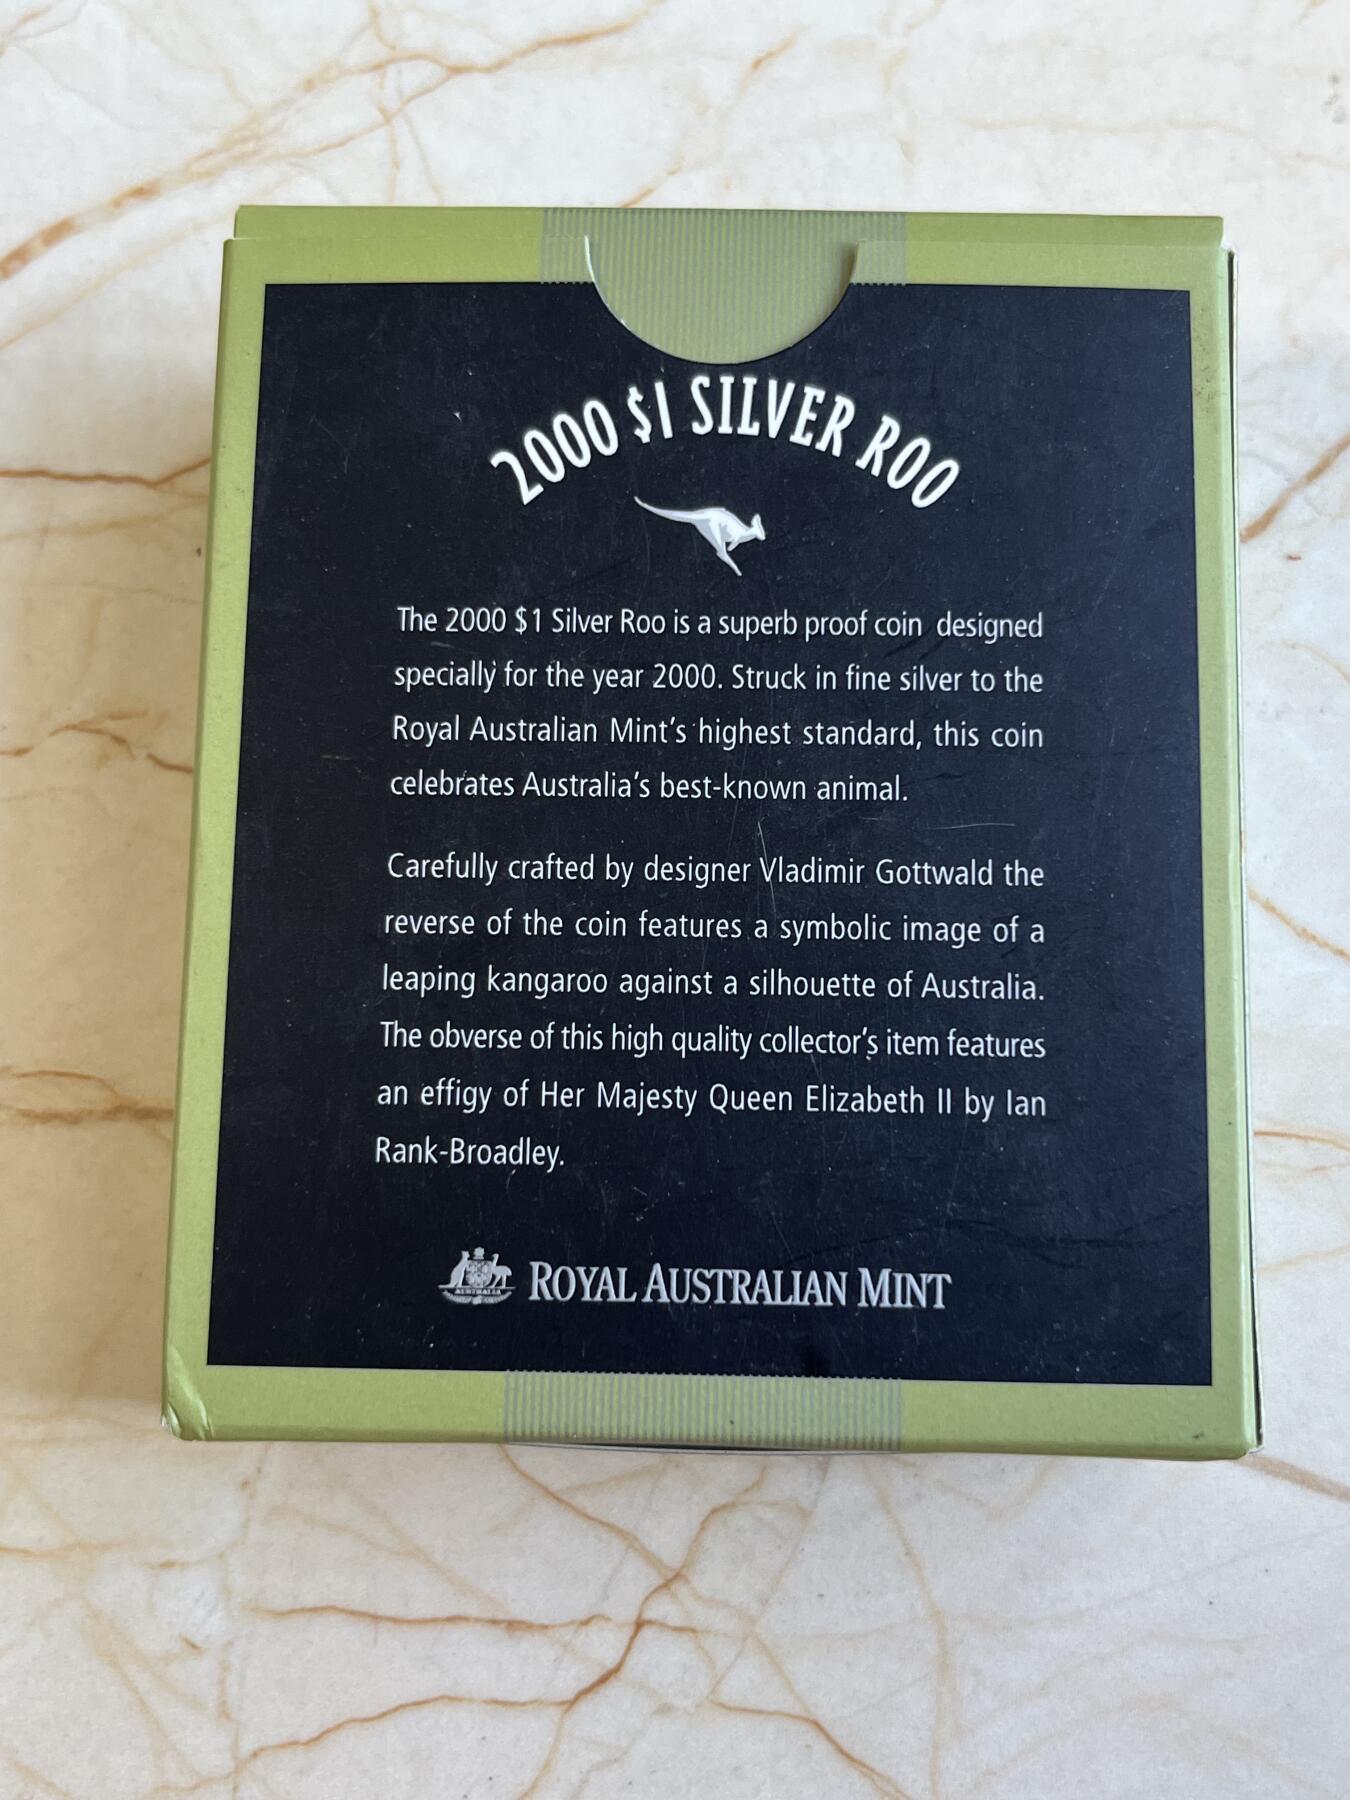 2000 $1 SILVER ROO
The 2000 $1 Silver Roo is a superb proof coin designed
specially for the year 2000. Struck in fine silver to the
Royal Australian Mint's highest standard, this coin
celebrates Australia's best-known animal.
Carefully crafted by designer Vladimir Gottwald the
reverse of the coin features a symbolic image of a
leaping kangaroo against a silhouette of Australia.
The obverse of this high quality collector's item features
an effigy of Her Majesty Queen Elizabeth II by Ian
Rank-Broadley.
AUSTRALIA
ROYAL AUSTRALIAN MINT